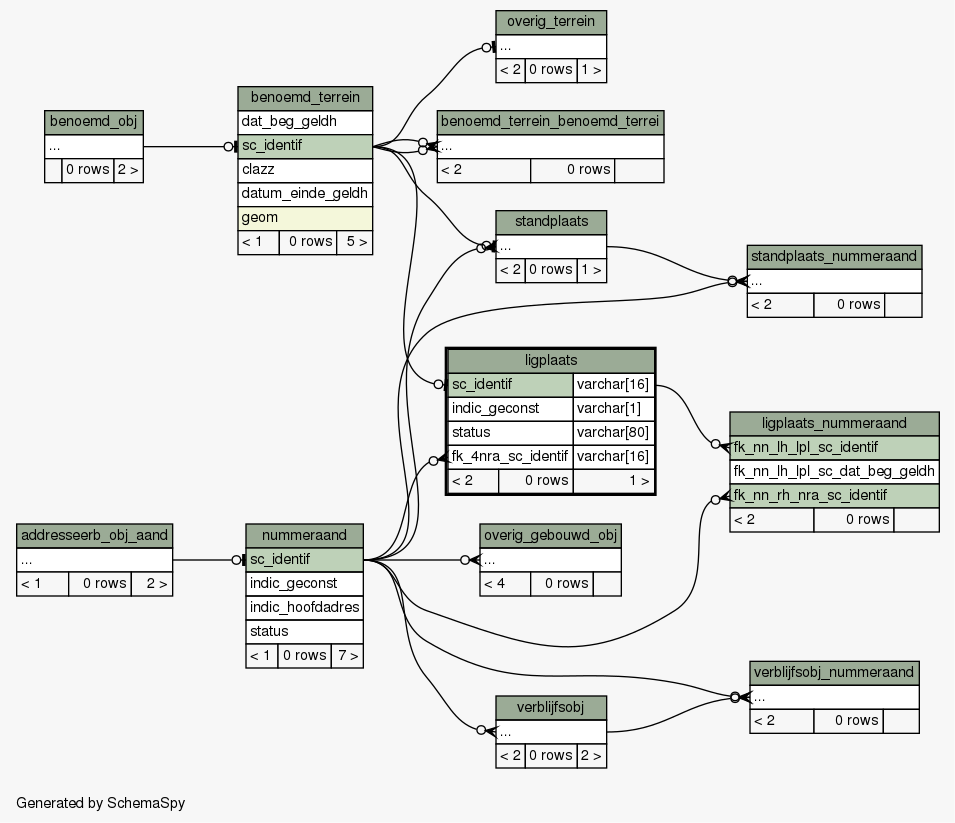 overig_terrein
...
< 2 0 rows 1 >
benoemd_terrein
dat_beg_geldh
sc_identif
clazz
datum_einde_geldh
geom
< 1 0 rows 5 >
benoemd_obj
...
0 rows 2 >
benoemd_terrein_benoemd_terrei
...
< 2 0 rows
standplaats
...
< 2 0 rows 1 >
standplaats_nummeraand
...
< 2 0 rows
ligplaats
sc_identif varchar[16]
indic_geconst varchar[1]
status varchar[80]
fk_4nra_sc_identif varchar[16]
< 2 0 rows 1 >
ligplaats_nummeraand
fk_nn_lh_lpl_sc_identif
fk_nn_lh_lpl_sc_dat_beg_geldh
fk_nn_rh_nra_sc_identif
< 2 0 rows
addresseerb_obj_aand
...
< 1 0 rows 2 >
nummeraand
sc_identif
indic_geconst
indic_hoofdadres
status
< 1 0 rows 7 >
overig_gebouwd_obj
...
< 4 0 rows
verblijfsobj_nummeraand
...
< 2 0 rows
verblijfsobj
...
< 2 0 rows 2 >
Generated by SchemaSpy